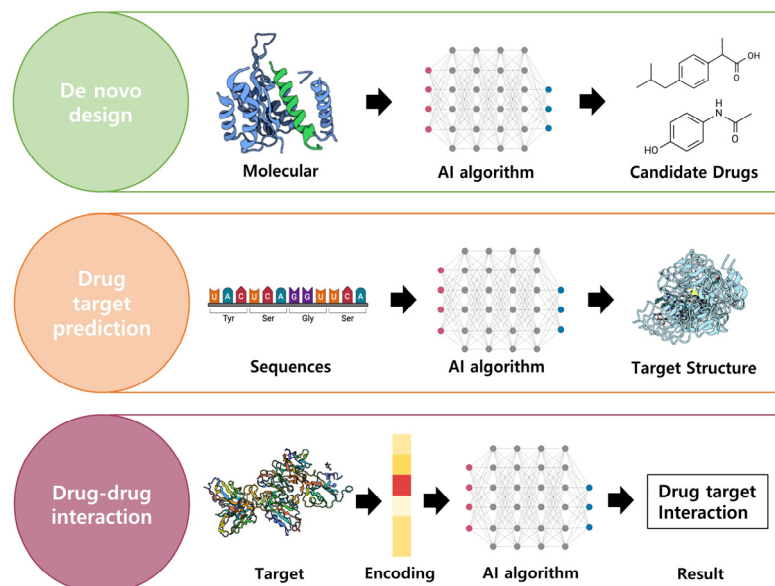 De novo
design
OH
O
H
N
O
HO
Molecular
AI algorithm
Candidate Drugs
Drug
target
prediction
U A C U C A G G U U C A
Tyr Ser Gly Ser
Sequences
AI algorithm
Target Structure
Drug-drug
interaction
Drug target
Interaction
Target
Encoding
AI algorithm
Result